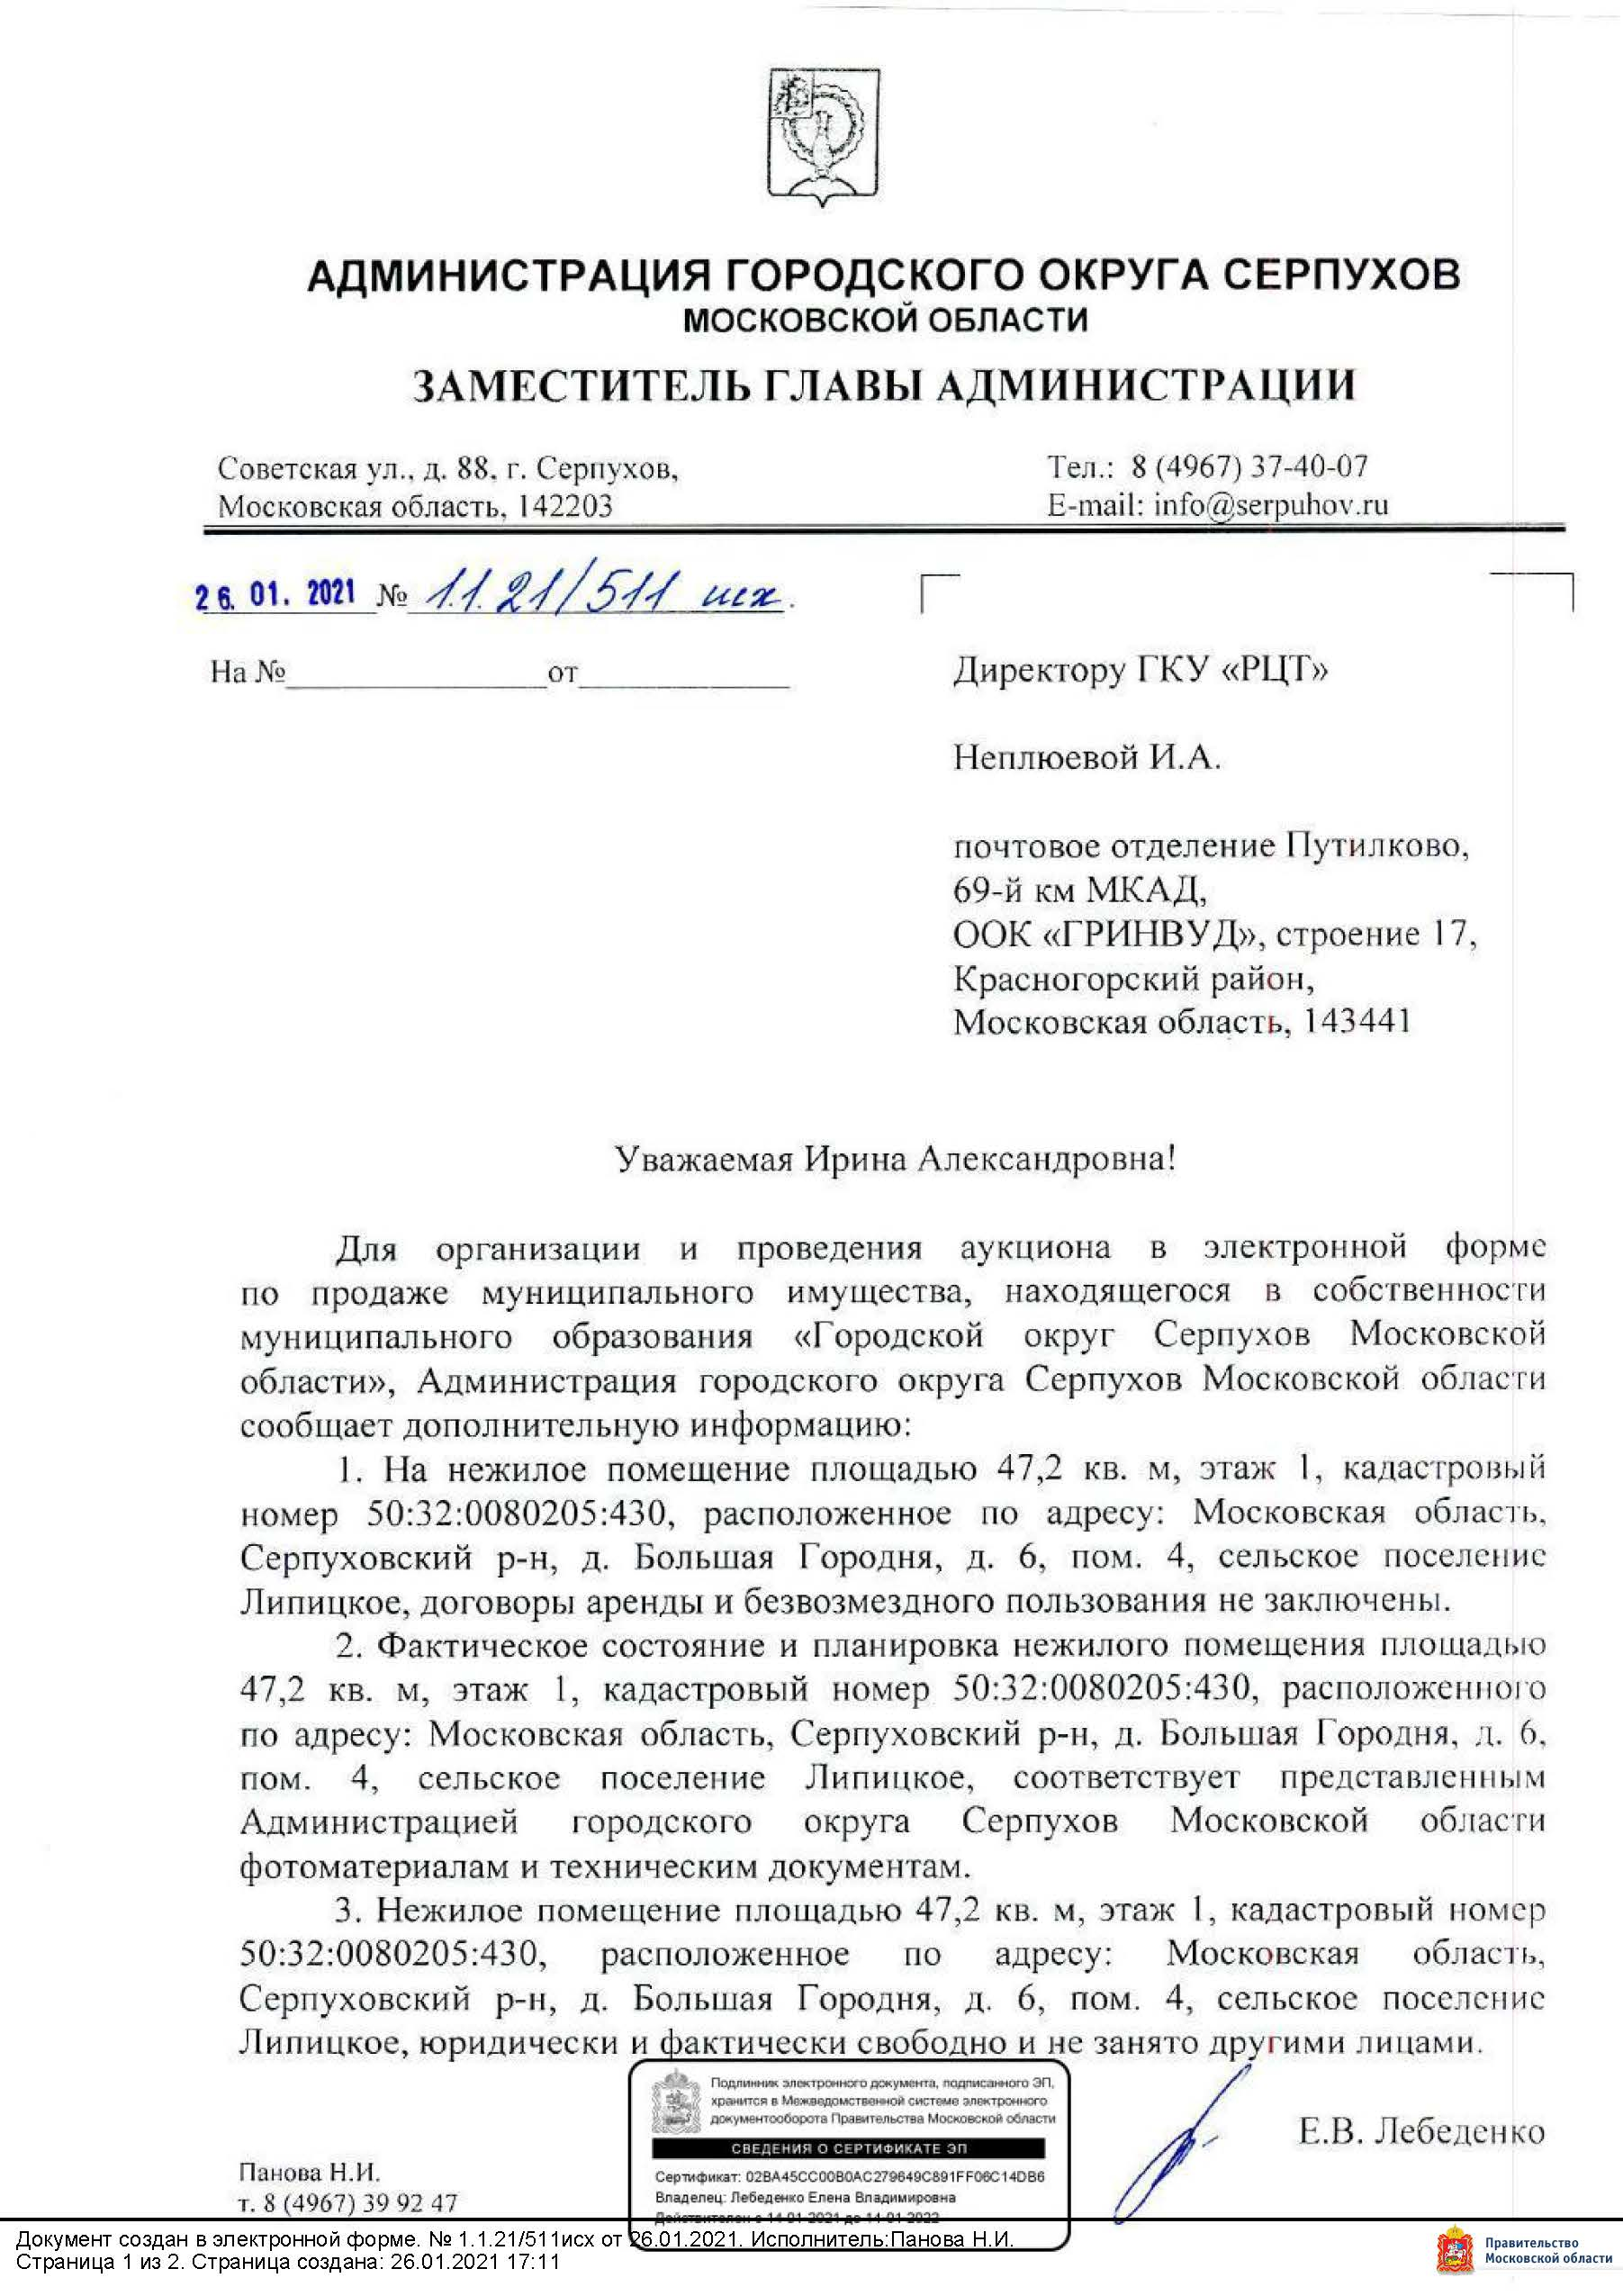 АДМИНИСТРАЦИЯ ГОРОДСКОГО ОКРУГА СЕРПУХОВ
МОСКОВСКОЙ ОБЛАСТИ
ЗАМЕСТИТЕЛЬ ГЛАВЫ АДМИНИСТРАЦИИ
Советская ул., д. 88, г. Серпухов,
Московская область, 142203
Тел.: 8 (4967) 37-40-07
E-mail: info@serpuhov.ru
26. 01. 2021 № 1.1.21/511 исх.
На №_______________от____________
Директору ГКУ «РЦТ»
Неплюевой И.А.
почтовое отделение Путилково,
69-й км МКАД,
ООК «ГРИНВУД», строение 17,
Красногорский район,
Московская область, 143441
Уважаемая Ирина Александровна!
Для организации и проведения аукциона в электронной форме
по продаже муниципального имущества, находящегося в собственности
муниципального образования «Городской округ Серпухов Московской
области», Администрация городского округа Серпухов Московской области
сообщает дополнительную информацию:
1. На нежилое помещение площадью 47,2 кв. м, этаж 1, кадастровый
номер 50:32:0080205:430, расположенное по адресу: Московская область,
Серпуховский р-н, д. Большая Городня, д. 6, пом. 4, сельское поселение
Липицкое, договоры аренды и безвозмездного пользования не заключены.
2. Фактическое состояние и планировка нежилого помещения площадью
47,2 кв. м, этаж 1, кадастровый номер 50:32:0080205:430, расположенного
по адресу: Московская область, Серпуховский р-н, д. Большая Городня, д. 6,
пом. 4, сельское поселение Липицкое, соответствует представленным
Администрацией городского округа Серпухов Московской области
фотоматериалам и техническим документам.
3. Нежилое помещение площадью 47,2 кв. м, этаж 1, кадастровый номер
50:32:0080205:430, расположенное по адресу: Московская область,
Серпуховский р-н, д. Большая Городня, д. 6, пом. 4, сельское поселение
Липицкое, юридически и фактически свободно и не занято другими лицами.
Подлинник электронного документа, подписанного ЭП,
хранится в Межведомственной системе электронного
документооборота Правительства Московской области
СВЕДЕНИЯ О СЕРТИФИКАТЕ ЭП
Сертификат: 02BA45CC00B0AC279649C891FF06C14DB6
Владелец: Лебеденко Елена Владимировна
Действителен с 14-01-2021 до 14-01-2022
Е.В. Лебеденко
Панова Н.И.
т. 8 (4967) 39 92 47
Документ создан в электронной форме. № 1.1.21/511исх от 26.01.2021. Исполнитель:Панова Н.И.
Страница 1 из 2. Страница создана: 26.01.2021 17:11
Правительство
Московской области